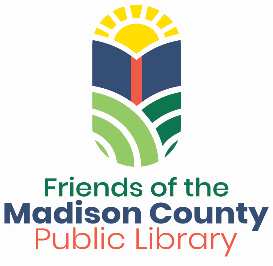 Friends of the
Madison County
Public Library